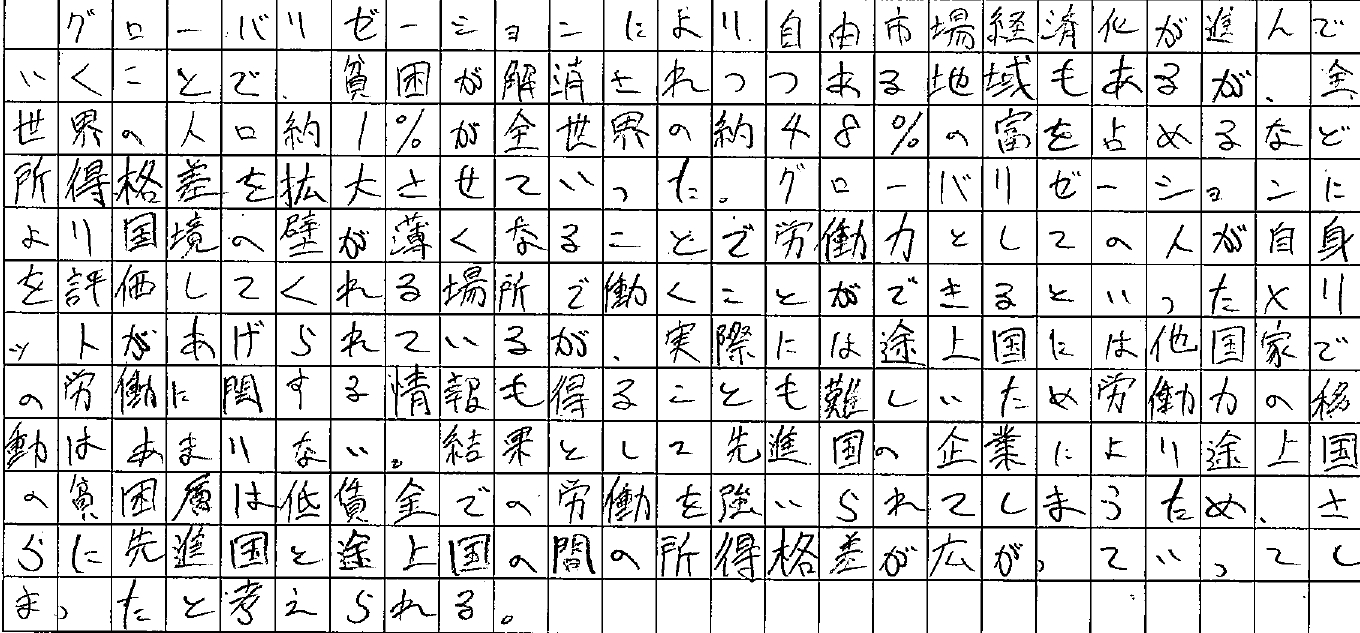 グローバリゼーションにより自由市場経済化が進んで
いくことで、貧困が解消されつつある地域もあるが、全
世界の人口約1%が全世界の約48%の富を占めるなど
所得格差を拡大させていった。グローバリゼーションに
より国境の壁が薄くなることで労働力としての人が自身
を評価してくれる場所で働くことができるといったメリ
ットがあげられているが、実際には途上国には他国家で
の労働に関する情報も得ることも難しいため労働力の移
動はあまりない。結果として先進国の企業により途上国
の貧困層は低賃金での労働を強いられてしまうため、さ
らに先進国と途上国の間の所得格差が広がっていってし
まったと考えられる。